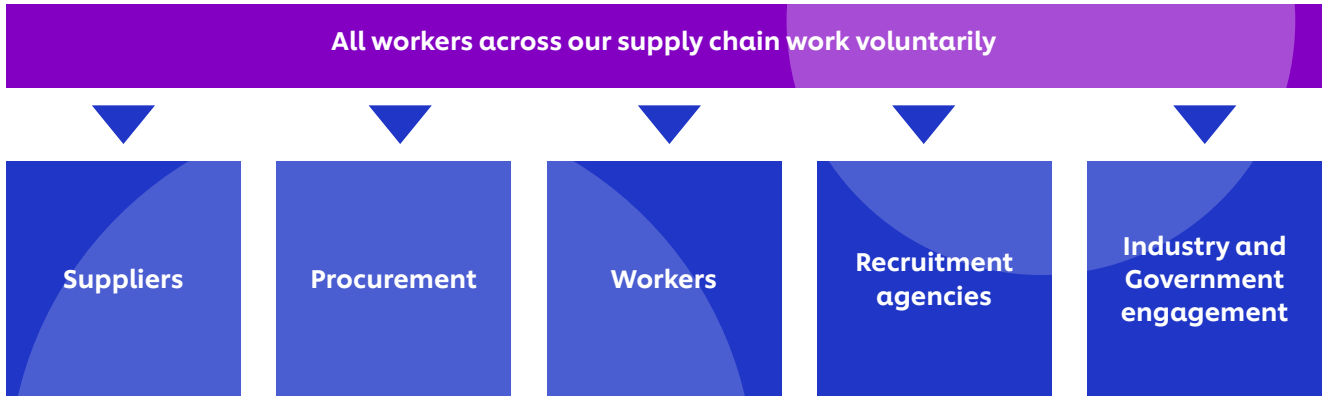 All workers across our supply chain work voluntarily
Suppliers
Procurement
Workers
Recruitment
agencies
Industry and
Government
engagement